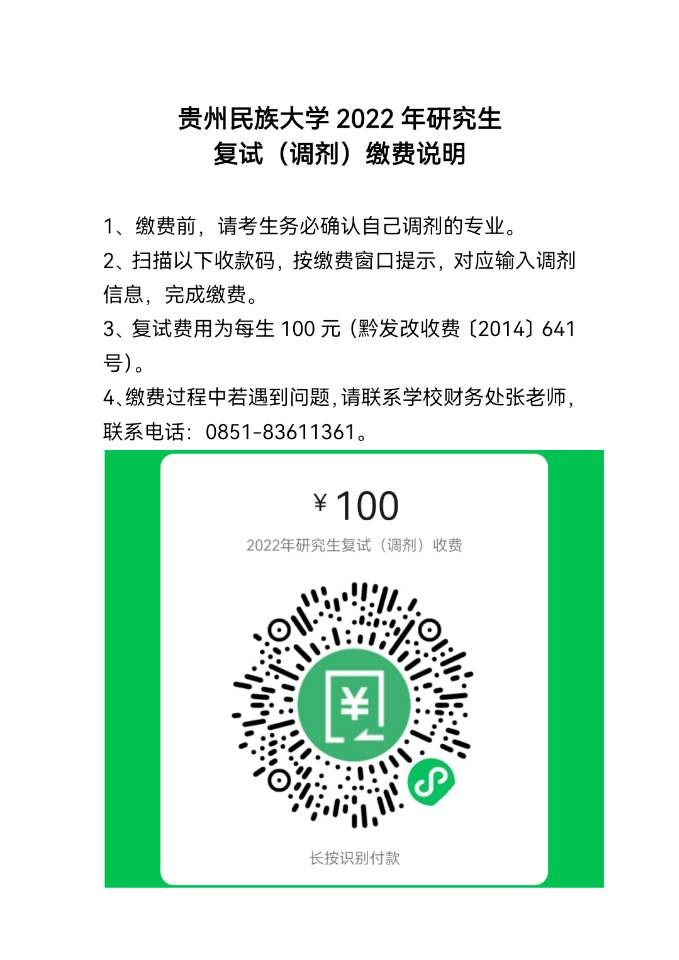 贵州民族大学 2022 年研究生
复试（调剂）缴费说明
1、缴费前，请考生务必确认自己调剂的专业。
2、扫描以下收款码，按缴费窗口提示，对应输入调剂
信息，完成缴费。
3、复试费用为每生 100 元（黔发改收费〔2014〕641
号）。
4、缴费过程中若遇到问题，请联系学校财务处张老师，
联系电话：0851-83611361。
￥100
2022年研究生复试（调剂）收费
¥
长按识别付款